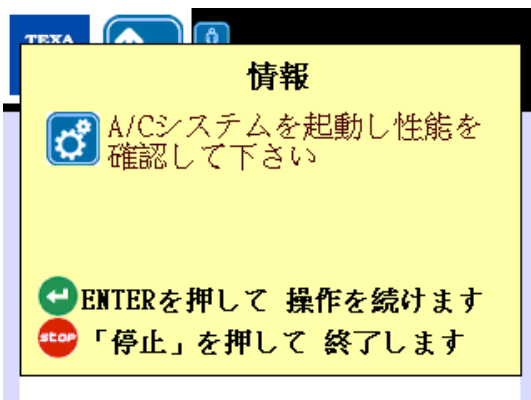 TEXA
情報
A/Cシステムを起動し性能を
確認して下さい
ENTERを押して 操作を続けます
STOP
「停止」を押して 終了します